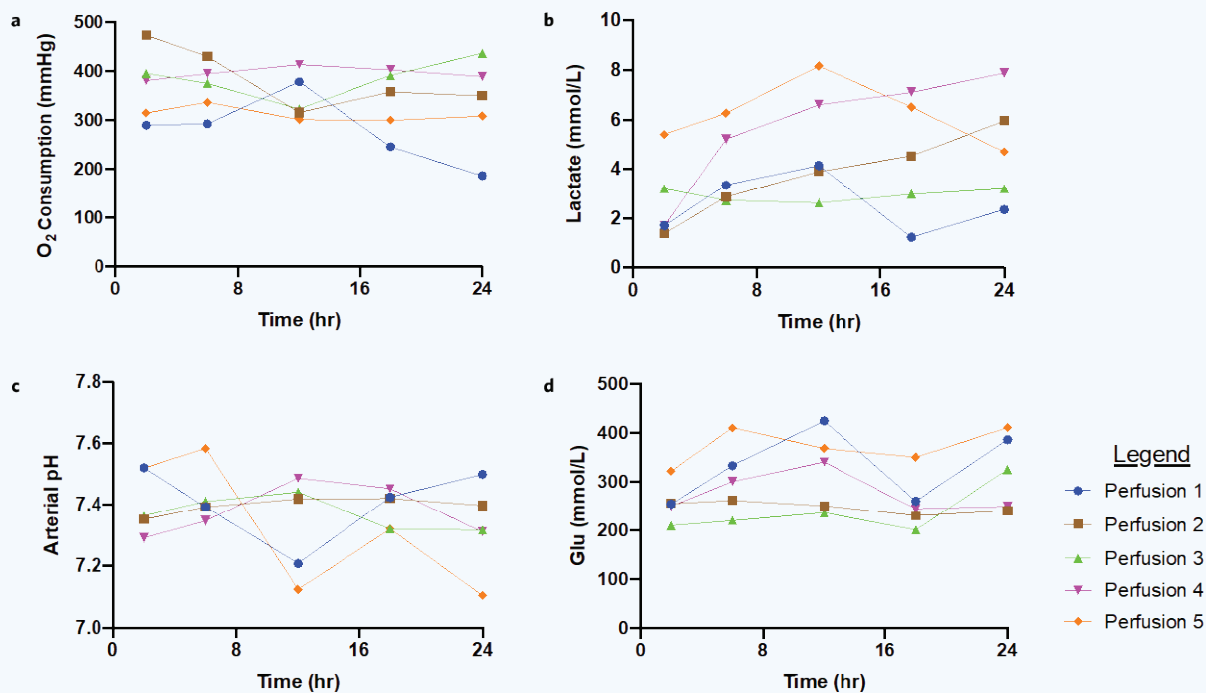 a
O2 Consumption (mmHg)
500
400
300
200
100
0
0 8 16 24
Time (hr)
b
Lactate (mmol/L)
10
8
6
4
2
0
0 8 16 24
Time (hr)
c
Arterial pH
7.8
7.6
7.4
7.2
7.0
0 8 16 24
Time (hr)
d
Glu (mmol/L)
500
400
300
200
100
0
0 8 16 24
Time (hr)
Legend
Perfusion 1
Perfusion 2
Perfusion 3
Perfusion 4
Perfusion 5